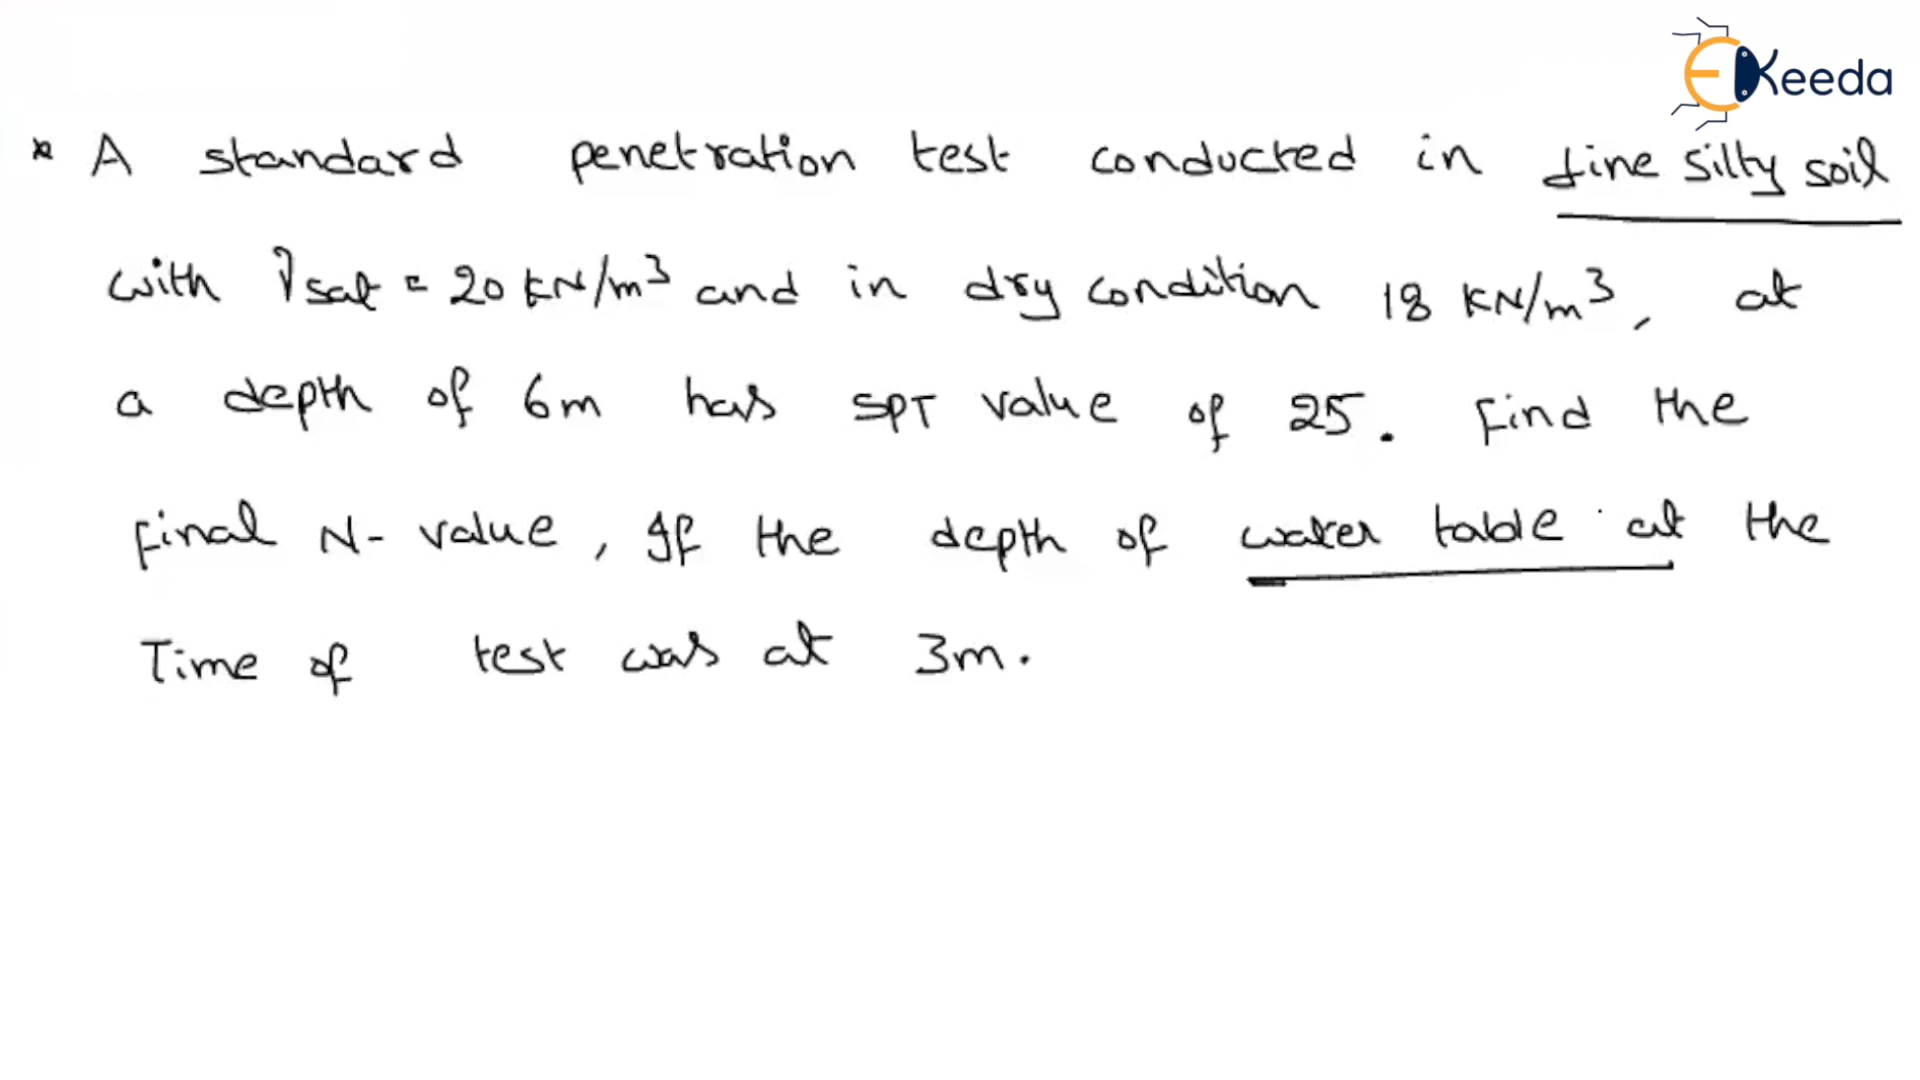 EKeeda
* A standard penetration test conducted in fine silty soil
with γsat = 20 KN/m³ and in dry condition 18 KN/m³, at
a depth of 6m has SPT value of 25. Find the
Final N-value, If the depth of water table at the
Time of test was at 3m.